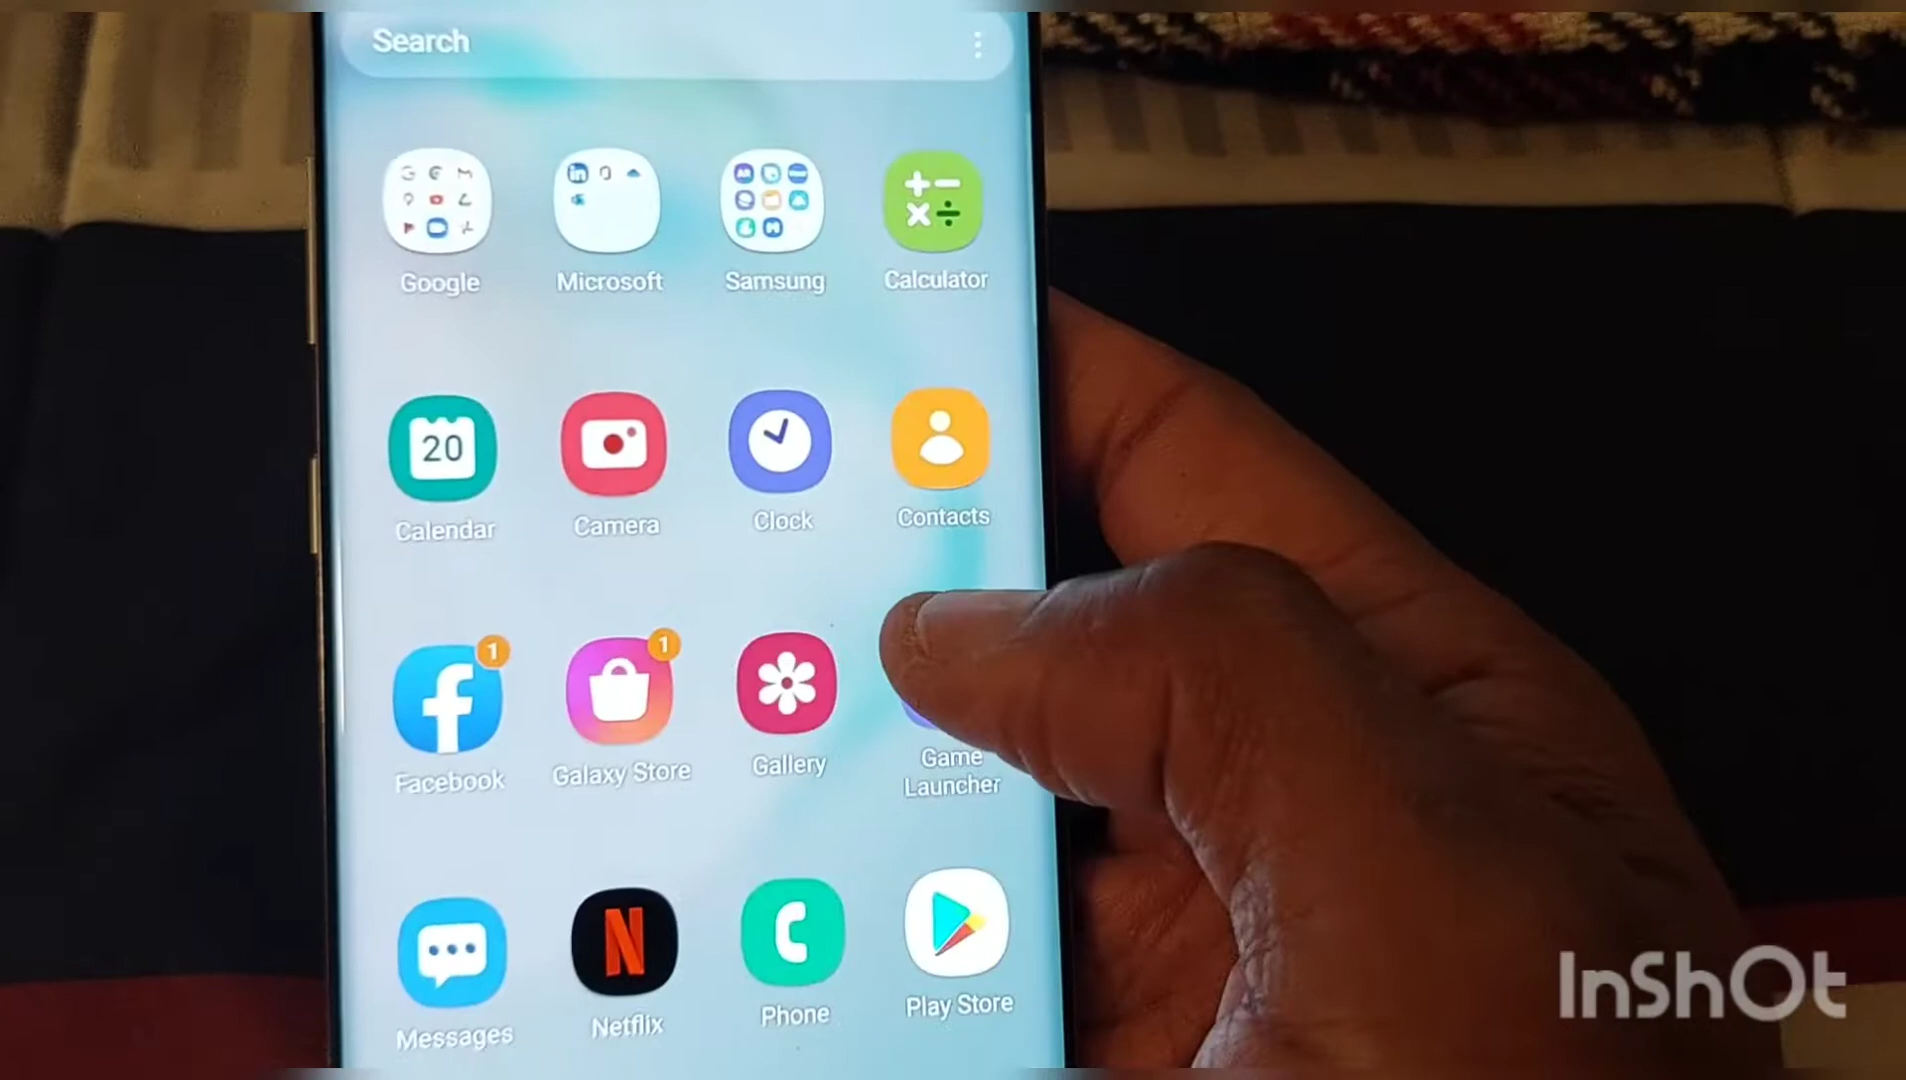 Search
Google
Microsoft
Samsung
Calculator
20
Calendar
Camera
Clock
Contacts
1
1
Facebook
Galaxy Store
Gallery
Game
Launcher
Messages
Netflix
Phone
Play Store
InShOt